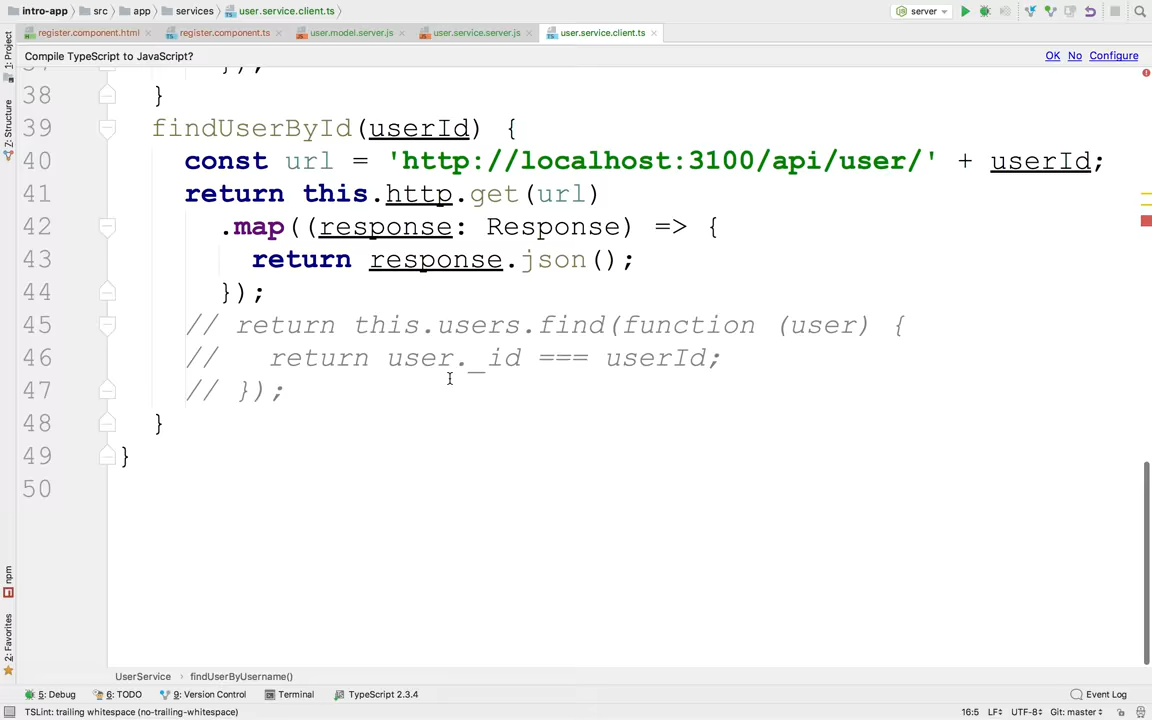 intro-app src app services user.service.client.ts server
register.component.html register.component.ts user.model.server.js user.service.server.js user.service.client.ts
Compile TypeScript to JavaScript? OK No Configure
1: Project
Z: Structure
npm
2: Favorites
38 }
39 findUserById(userId) {
40 const url = 'http://localhost:3100/api/user/' + userId;
41 return this.http.get(url)
42 .map((response: Response) => {
43 return response.json();
44 });
45 // return this.users.find(function (user) {
46 // return user._id === userId;
47 // });
48 }
49 }
50
UserService findUserByUsername()
5: Debug 6: TODO 9: Version Control Terminal TypeScript 2.3.4 Event Log
TSLint: trailing whitespace (no-trailing-whitespace) 16:5 LF UTF-8 Git: master